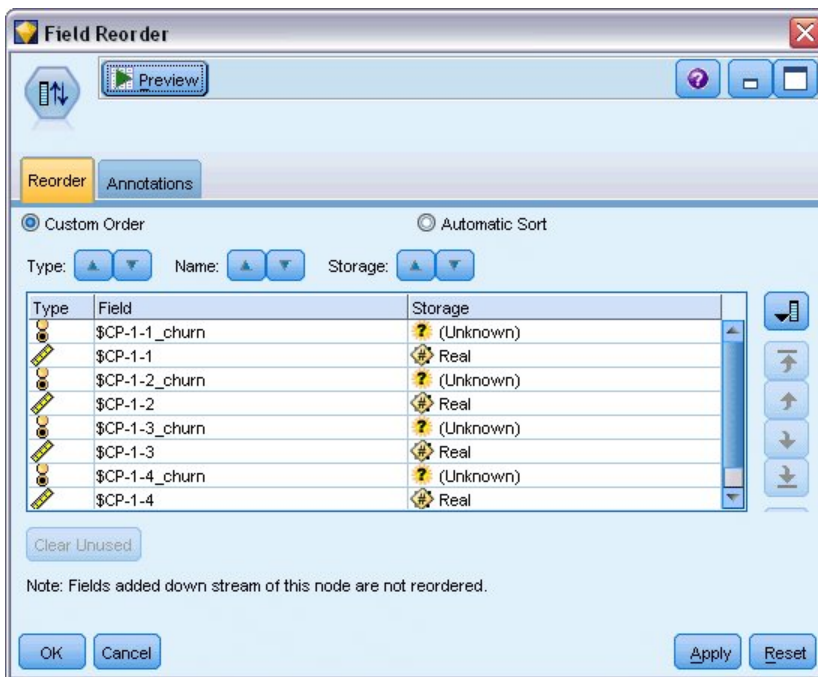 Field Reorder
Preview
Reorder Annotations
Custom Order Automatic Sort
Type: Name: Storage:
Type Field Storage
$CP-1-1_churn ? (Unknown)
$CP-1-1 # Real
$CP-1-2_churn ? (Unknown)
$CP-1-2 # Real
$CP-1-3_churn ? (Unknown)
$CP-1-3 # Real
$CP-1-4_churn ? (Unknown)
$CP-1-4 # Real
Clear Unused
Note: Fields added down stream of this node are not reordered.
OK Cancel Apply Reset